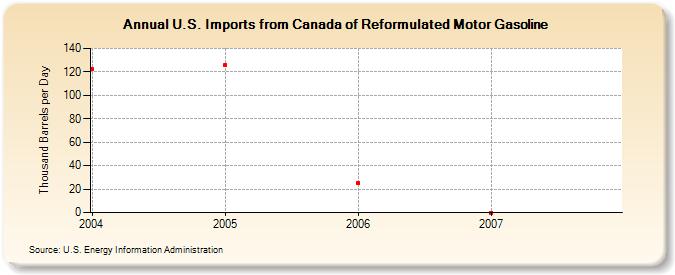 Annual U.S. Imports from Canada of Reformulated Motor Gasoline
Thousand Barrels per Day
140
120
100
80
60
40
20
0
2004 2005 2006 2007
Source: U.S. Energy Information Administration